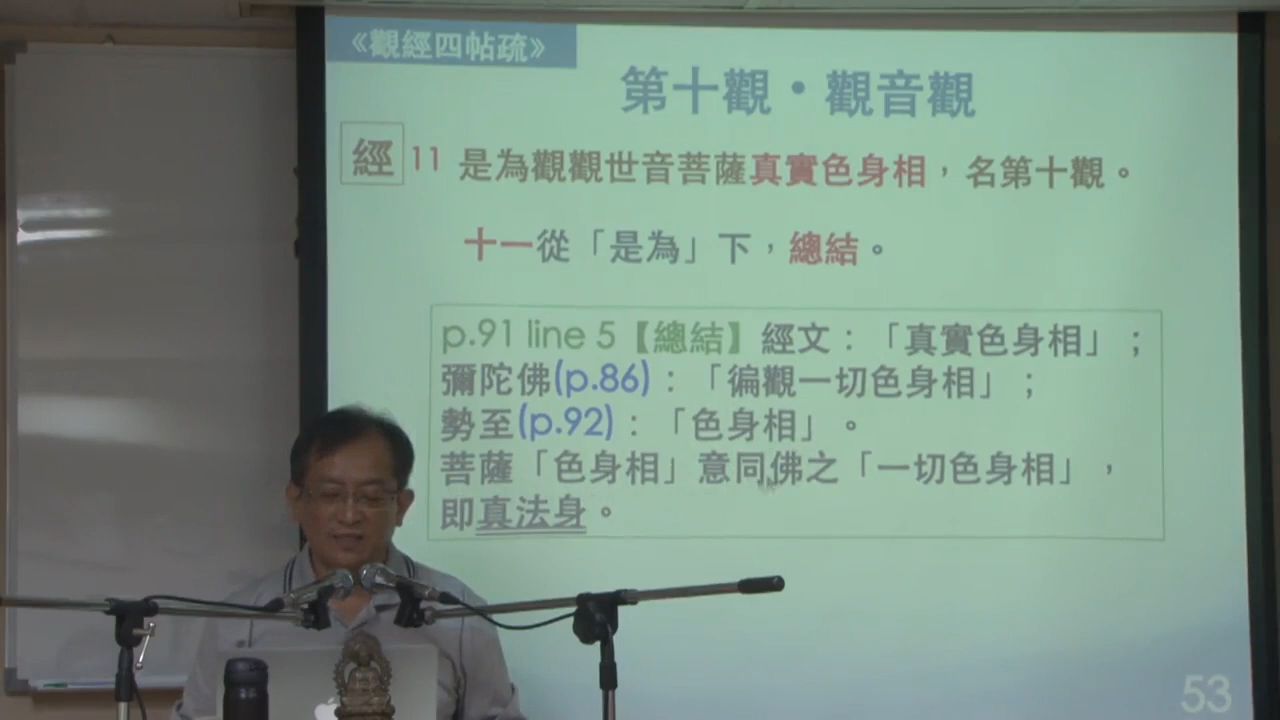 《觀經四帖疏》
第十觀•觀音觀
經 11 是為觀觀世音菩薩真實色身相，名第十觀。
十一從「是為」下，總結。
p.91 line 5【總結】經文：「真實色身相」；
彌陀佛(p.86)：「徧觀一切色身相」；
勢至(p.92)：「色身相」。
菩薩「色身相」意同佛之「一切色身相」，
即真法身。
53